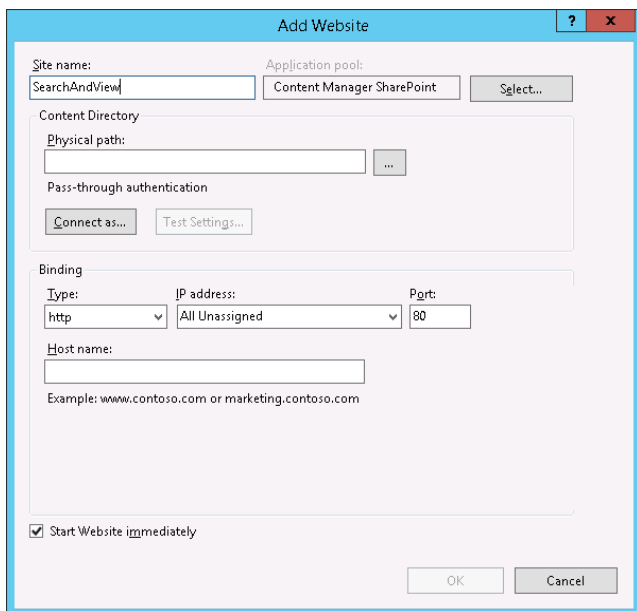 Add Website
?
x
Site name:
Application pool:
SearchAndView
Content Manager SharePoint
Select...
Content Directory
Physical path:
...
Pass-through authentication
Connect as...
Test Settings...
Binding
Type:
IP address:
Port:
http
All Unassigned
80
Host name:
Example: www.contoso.com or marketing.contoso.com
Start Website immediately
OK
Cancel